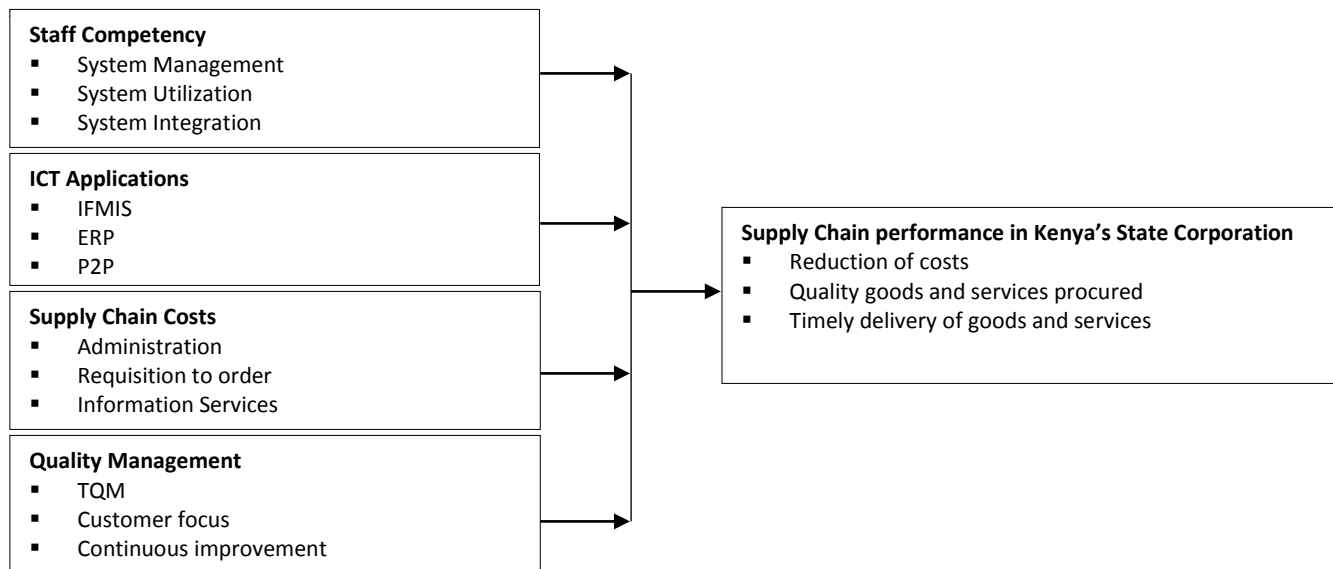 Staff Competency
▪ System Management
▪ System Utilization
▪ System Integration
ICT Applications
▪ IFMIS
▪ ERP
▪ P2P
Supply Chain Costs
▪ Administration
▪ Requisition to order
▪ Information Services
Quality Management
▪ TQM
▪ Customer focus
▪ Continuous improvement
Supply Chain performance in Kenya’s State Corporation
▪ Reduction of costs
▪ Quality goods and services procured
▪ Timely delivery of goods and services